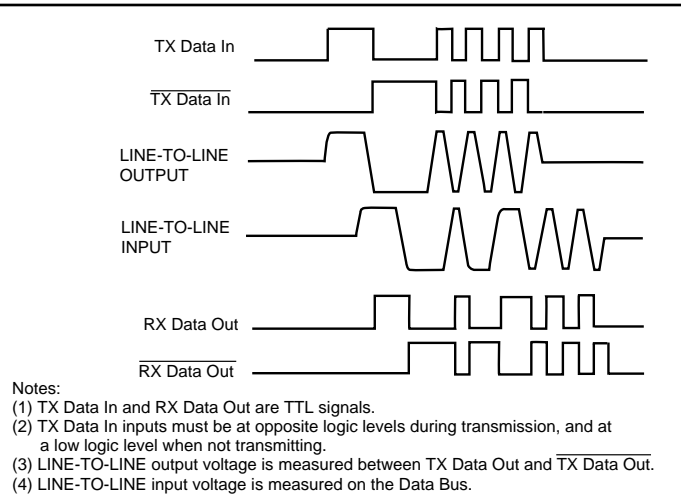 TX Data In
TX Data In
LINE-TO-LINE
OUTPUT
LINE-TO-LINE
INPUT
RX Data Out
RX Data Out
Notes:
(1) TX Data In and RX Data Out are TTL signals.
(2) TX Data In inputs must be at opposite logic levels during transmission, and at
a low logic level when not transmitting.
(3) LINE-TO-LINE output voltage is measured between TX Data Out and TX Data Out.
(4) LINE-TO-LINE input voltage is measured on the Data Bus.